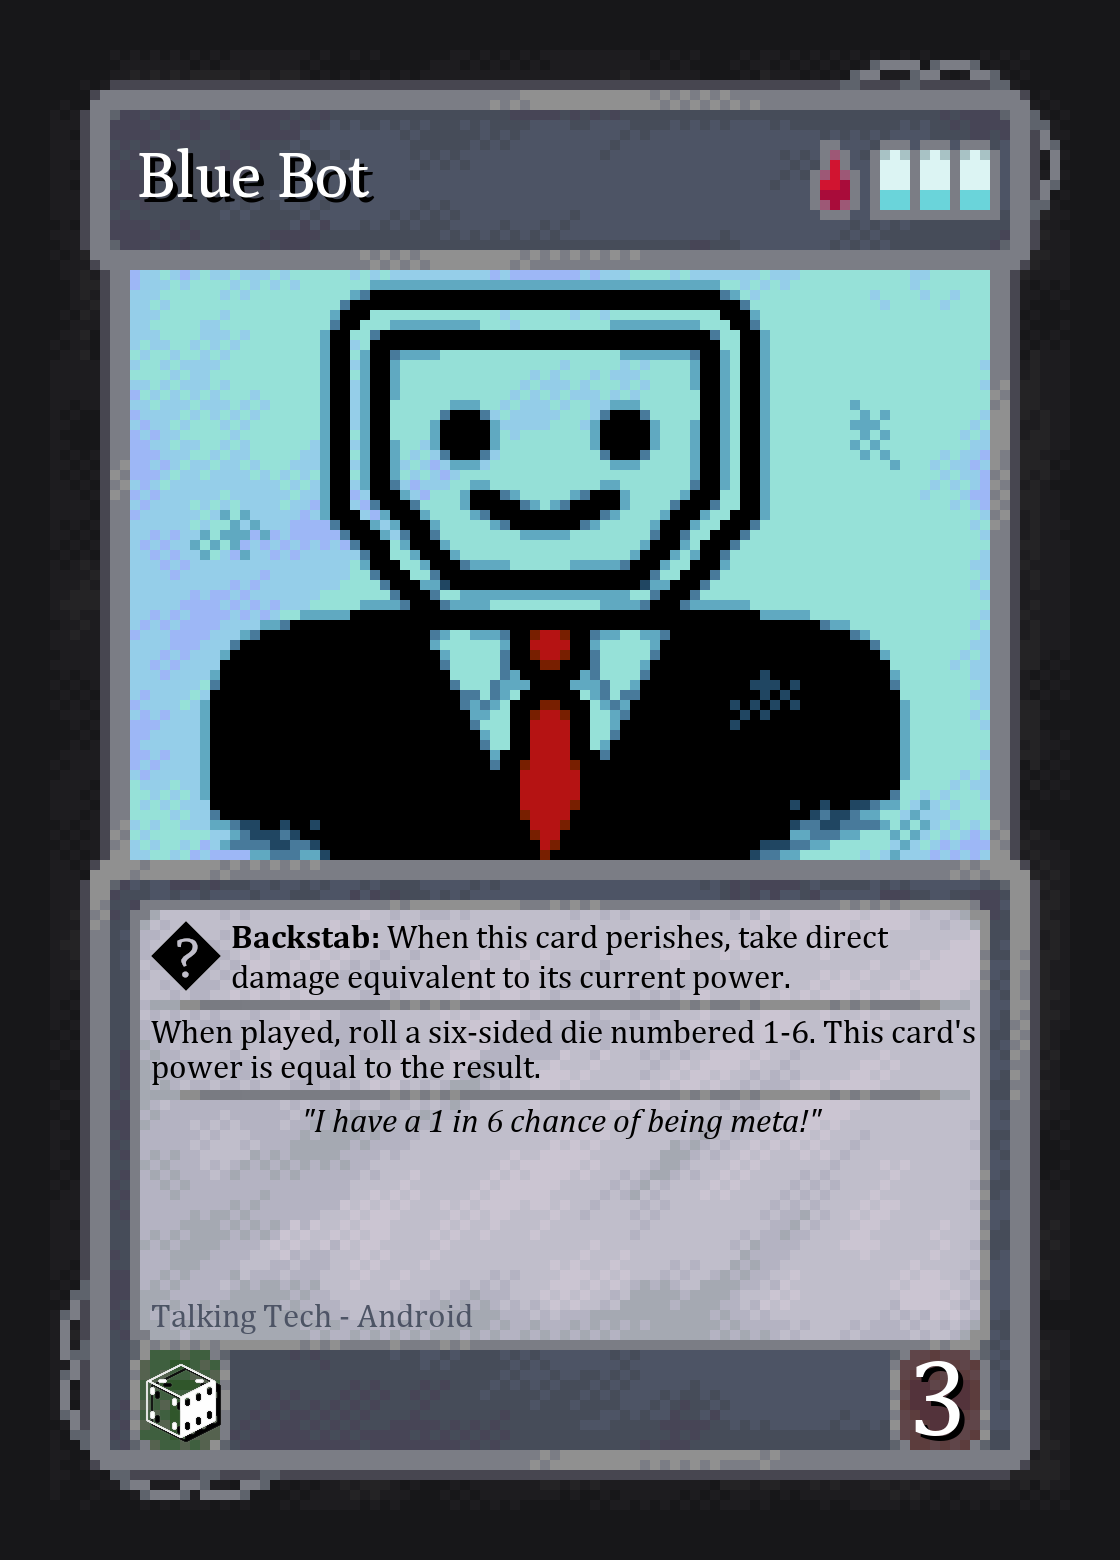 Blue Bot
?
Backstab: When this card perishes, take direct
damage equivalent to its current power.
When played, roll a six-sided die numbered 1-6. This card's
power is equal to the result.
"I have a 1 in 6 chance of being meta!"
Talking Tech - Android
3